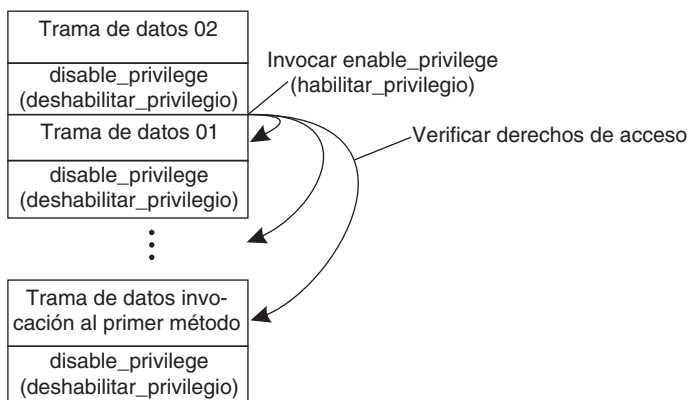 Trama de datos 02
disable_privilege
(deshabilitar_privilegio)
Invocar enable_privilege
(habilitar_privilegio)
Trama de datos 01
Verificar derechos de acceso
disable_privilege
(deshabilitar_privilegio)
Trama de datos invo-
cación al primer método
disable_privilege
(deshabilitar_privilegio)